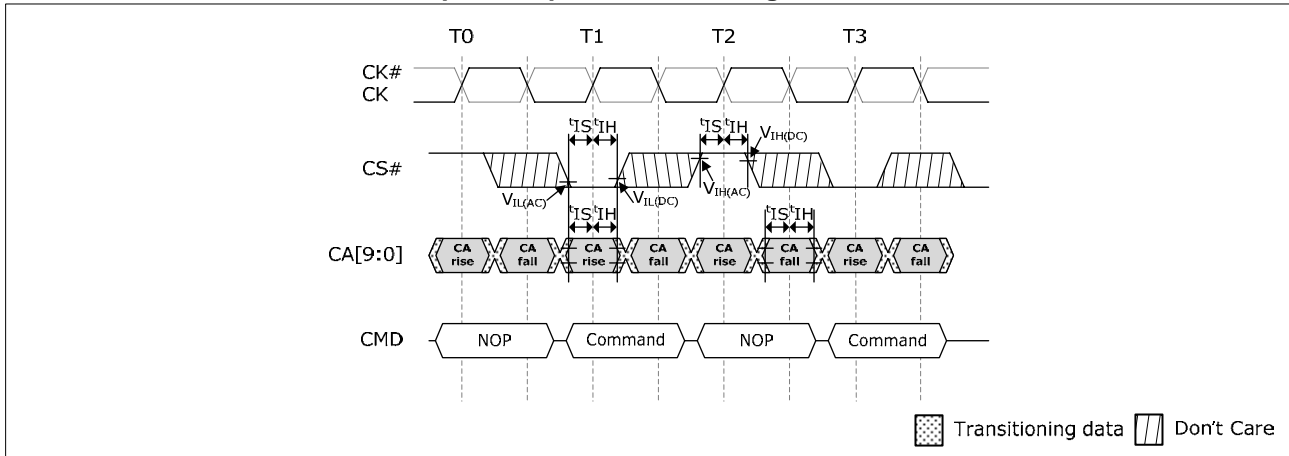 T0 T1 T2 T3
CK#
CK
tIS tIH tIS tIH
VIH(DC)
CS#
VIL(AC) VIL(DC) VIH(AC)
tIS tIH tIS tIH
CA[9:0]
CA rise CA fall CA rise CA fall CA rise CA fall CA rise CA fall
CMD NOP Command NOP Command
Transitioning data Don't Care